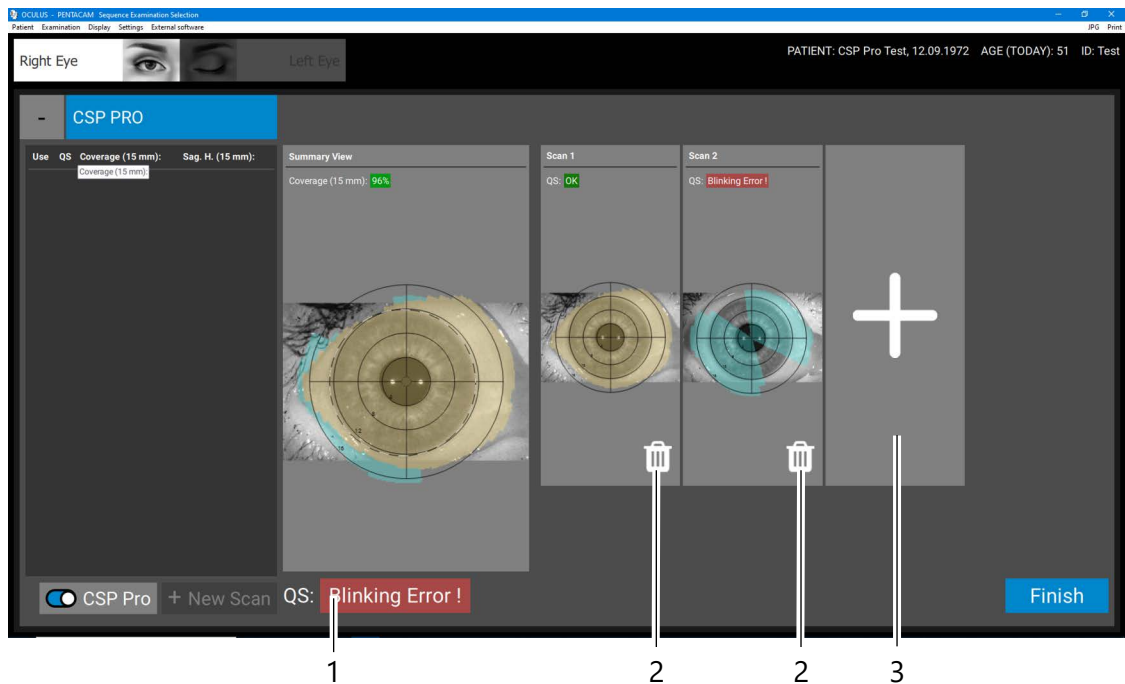 OCULUS - PENTACAM Sequence Examination Selection
Patient Examination Display Settings External software JPG Print
Right Eye Left Eye PATIENT: CSP Pro Test, 12.09.1972 AGE (TODAY): 51 ID: Test
- CSP PRO
Use QS Coverage (15 mm): Sag. H. (15 mm):
Coverage (15 mm):
Summary View
Coverage (15 mm): 96%
12
15
Scan 1
QS: OK
Scan 2
QS: Blinking Error !
CSP Pro + New Scan QS: Blinking Error ! Finish
1 2 2 3